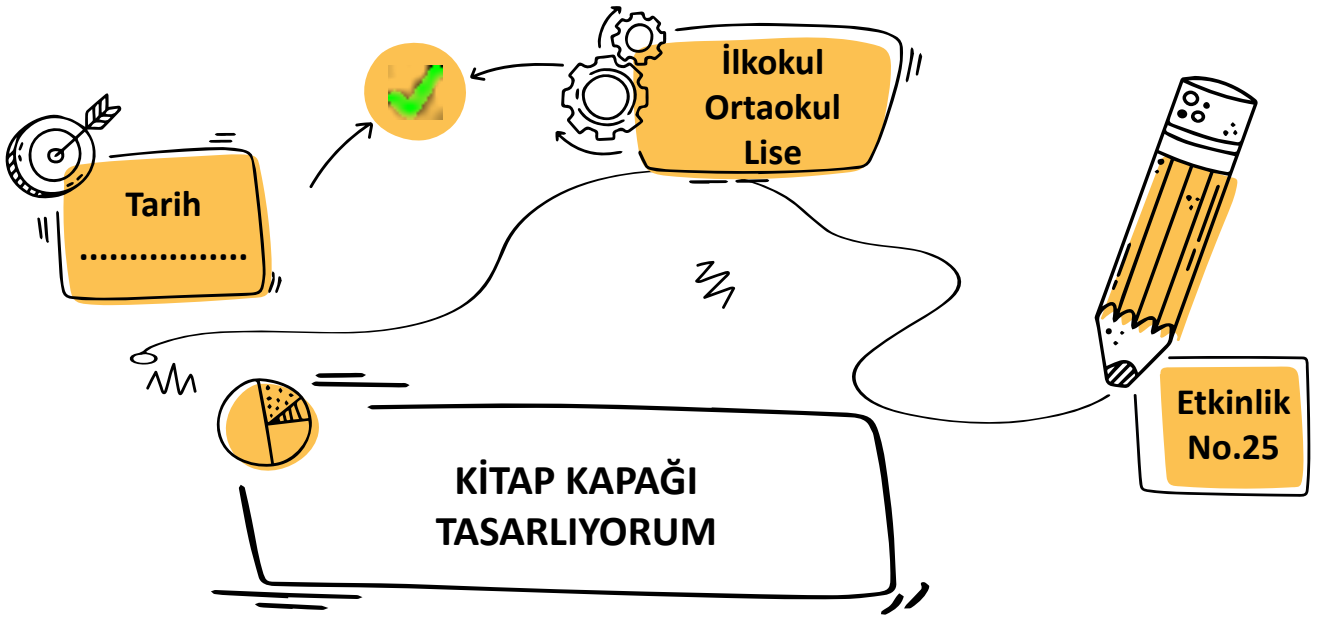 İlkokul
Ortaokul
Lise
Tarih
.................
Etkinlik
No.25
KİTAP KAPAĞI
TASARLIYORUM